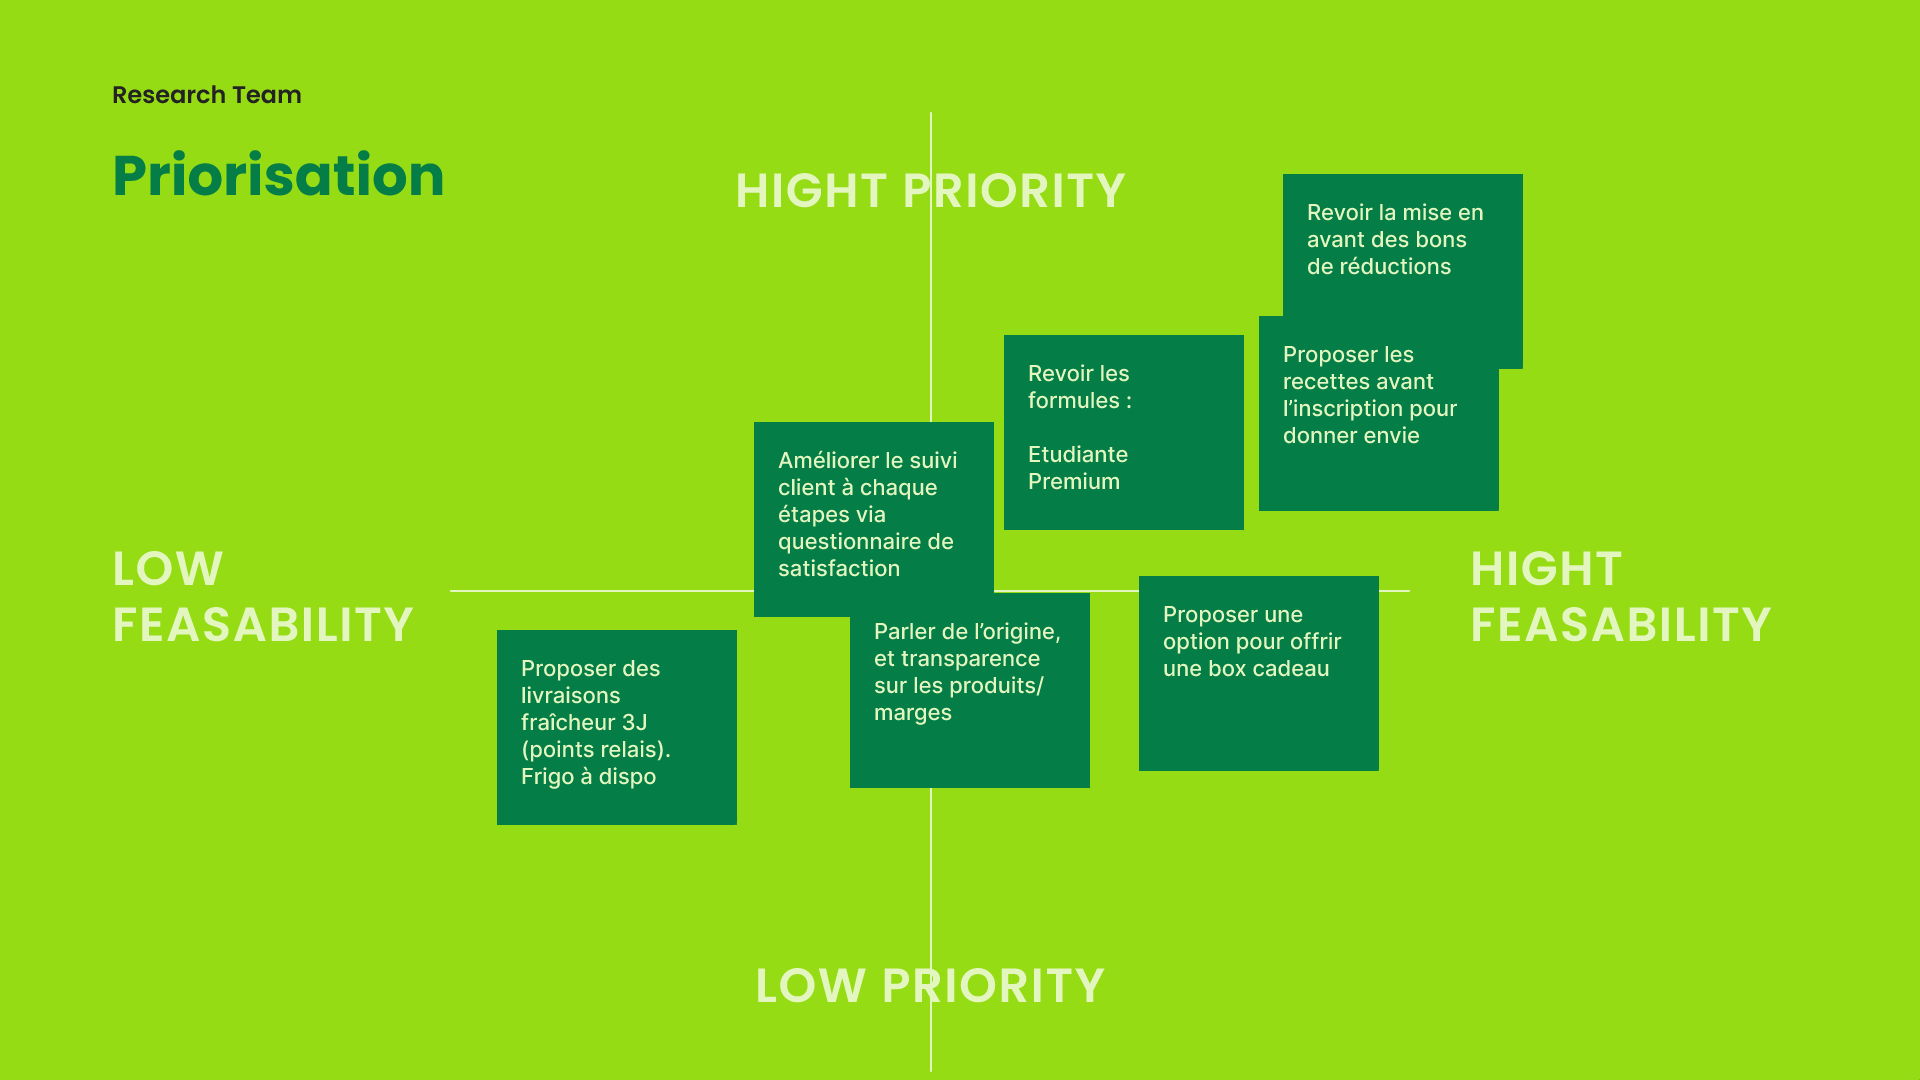 Research Team
Priorisation
HIGHT PRIORITY
Revoir la mise en
avant des bons
de réductions
Revoir les
formules :
Etudiante
Premium
Proposer les
recettes avant
l’inscription pour
donner envie
Améliorer le suivi
client à chaque
étapes via
questionnaire de
satisfaction
LOW
FEASABILITY
HIGHT
FEASABILITY
Proposer des
livraisons
fraîcheur 3J
(points relais).
Frigo à dispo
Parler de l’origine,
et transparence
sur les produits/
marges
Proposer une
option pour offrir
une box cadeau
LOW PRIORITY